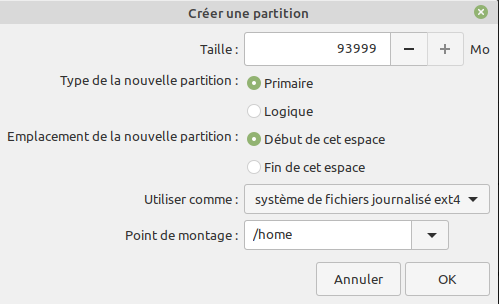 Créer une partition
Taille : 93999 Mo
Type de la nouvelle partition : Primaire
Logique
Emplacement de la nouvelle partition : Début de cet espace
Fin de cet espace
Utiliser comme : système de fichiers journalisé ext4
Point de montage : /home
Annuler OK